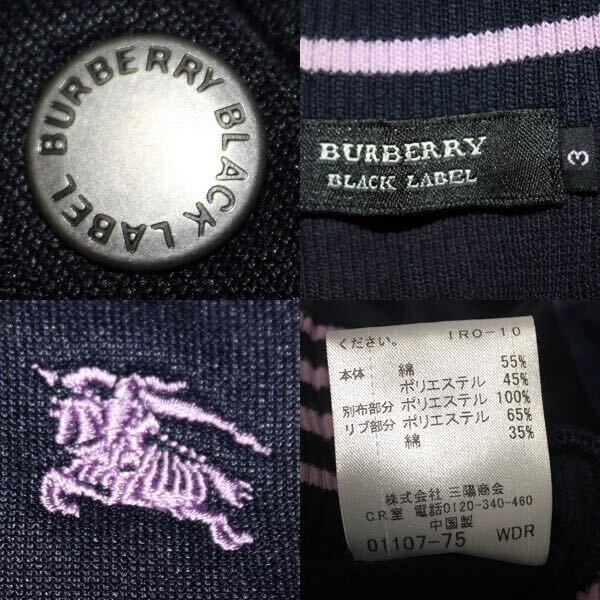 BURBERRY BLACK LABEL
BURBERRY
BLACK LABEL
3
ください。 IRO-10
本体 綿 55%
ポリエステル 45%
別布部分 ポリエステル 100%
リブ部分 ポリエステル 65%
綿 35%
株式会社 三陽商会
C.R.室 電話0120-340-460
中国製
01107-75 WDR